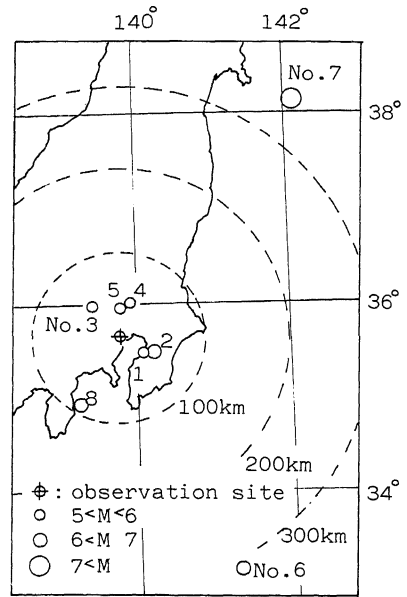 140° 142°
No.7
38°
5 4
36°
No.3
2
1
8
100km
200km
: observation site
34°
5<M<6
300km
6<M 7
No.6
7<M